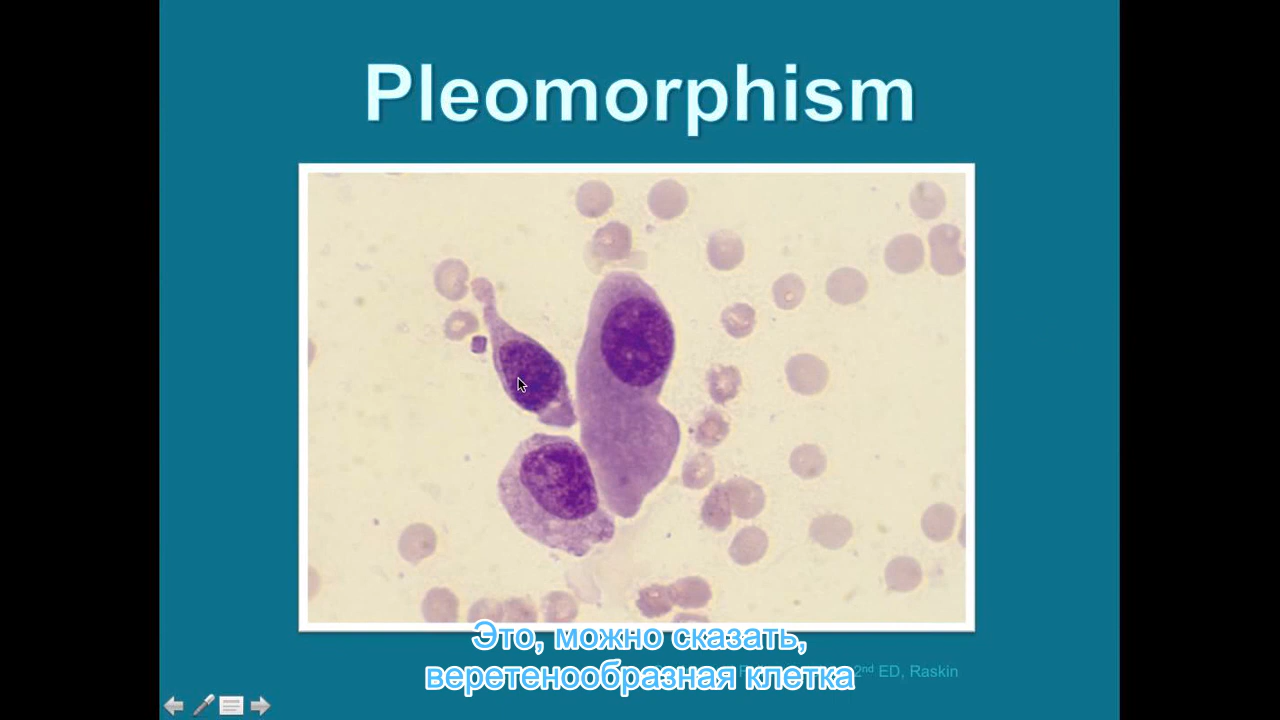 Pleomorphism
Это, можно сказать,
веретенообразная клетка
2nd ED, Raskin